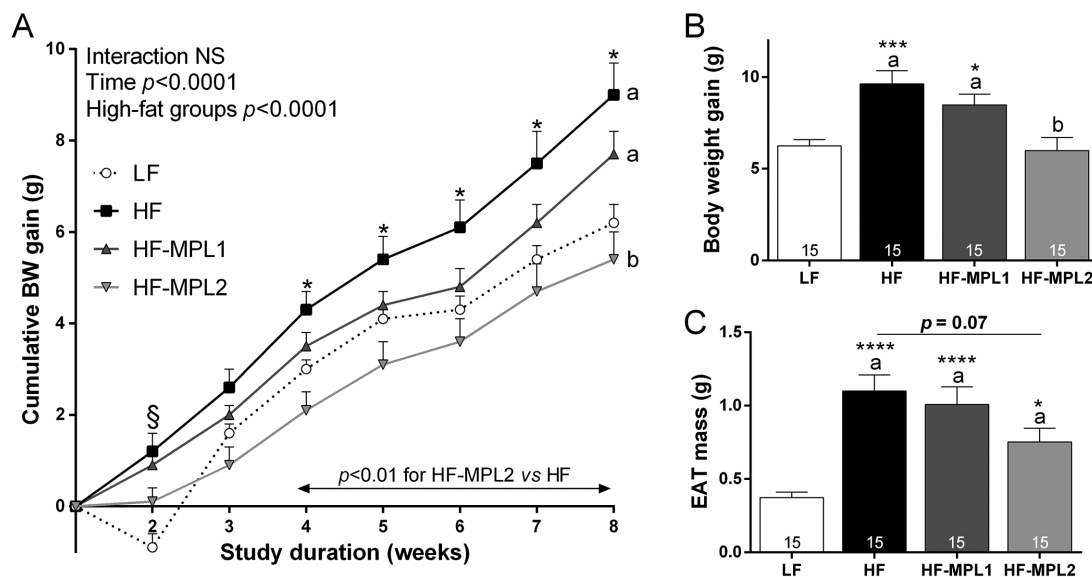 A
Interaction NS
Time p<0.0001
High-fat groups p<0.0001
LF
HF
HF-MPL1
HF-MPL2
Cumulative BW gain (g)
10
8
6
4
2
0
§
*
*
*
*
*
a
a
b
p<0.01 for HF-MPL2 vs HF
2
3
4
5
6
7
8
Study duration (weeks)
B
Body weight gain (g)
10
5
0
***
a
*
a
b
15
15
15
15
LF
HF
HF-MPL1
HF-MPL2
C
EAT mass (g)
1.5
1.0
0.5
0.0
p = 0.07
****
a
****
a
*
a
15
15
15
15
LF
HF
HF-MPL1
HF-MPL2